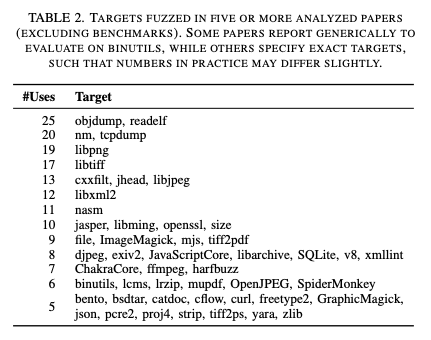 TABLE 2. TARGETS FUZZED IN FIVE OR MORE ANALYZED PAPERS
(EXCLUDING BENCHMARKS). SOME PAPERS REPORT GENERICALLY TO
EVALUATE ON BINUTILS, WHILE OTHERS SPECIFY EXACT TARGETS,
SUCH THAT NUMBERS IN PRACTICE MAY DIFFER SLIGHTLY.
#Uses Target
25 objdump, readelf
20 nm, tcpdump
19 libpng
17 libtiff
13 cxxfilt, jhead, libjpeg
12 libxml2
11 nasm
10 jasper, libming, openssl, size
9 file, ImageMagick, mjs, tiff2pdf
8 djpeg, exiv2, JavaScriptCore, libarchive, SQLite, v8, xmllint
7 ChakraCore, ffmpeg, harfbuzz
6 binutils, lcms, lrzip, mupdf, OpenJPEG, SpiderMonkey
5 bento, bsdtar, catdoc, cflow, curl, freetype2, GraphicMagick,
json, pcre2, proj4, strip, tiff2ps, yara, zlib